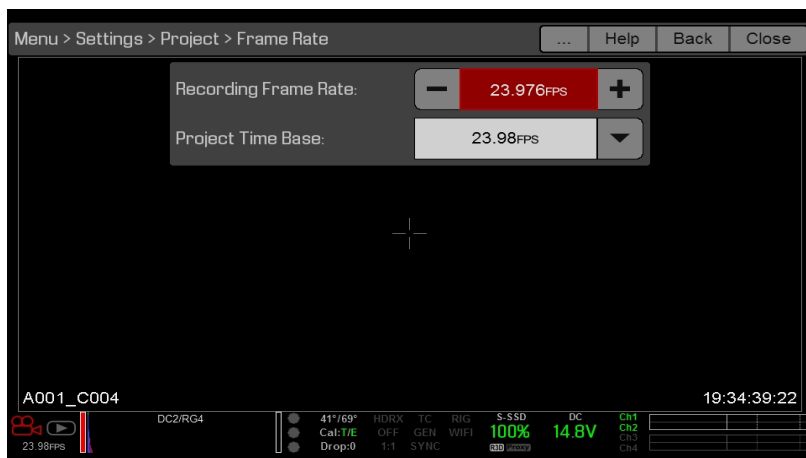 Menu > Settings > Project > Frame Rate ... Help Back Close
Recording Frame Rate: − 23.976FPS +
Project Time Base: 23.98FPS
A001_C004 19:34:39:22
DC2/RG4 41°/69° HDRX TC RIG S-SSD DC Ch1
Cal:T/E OFF GEN WIFI 100% 14.8V Ch2
23.98FPS Drop:0 1:1 SYNC R3D Proxy Ch3
Ch4